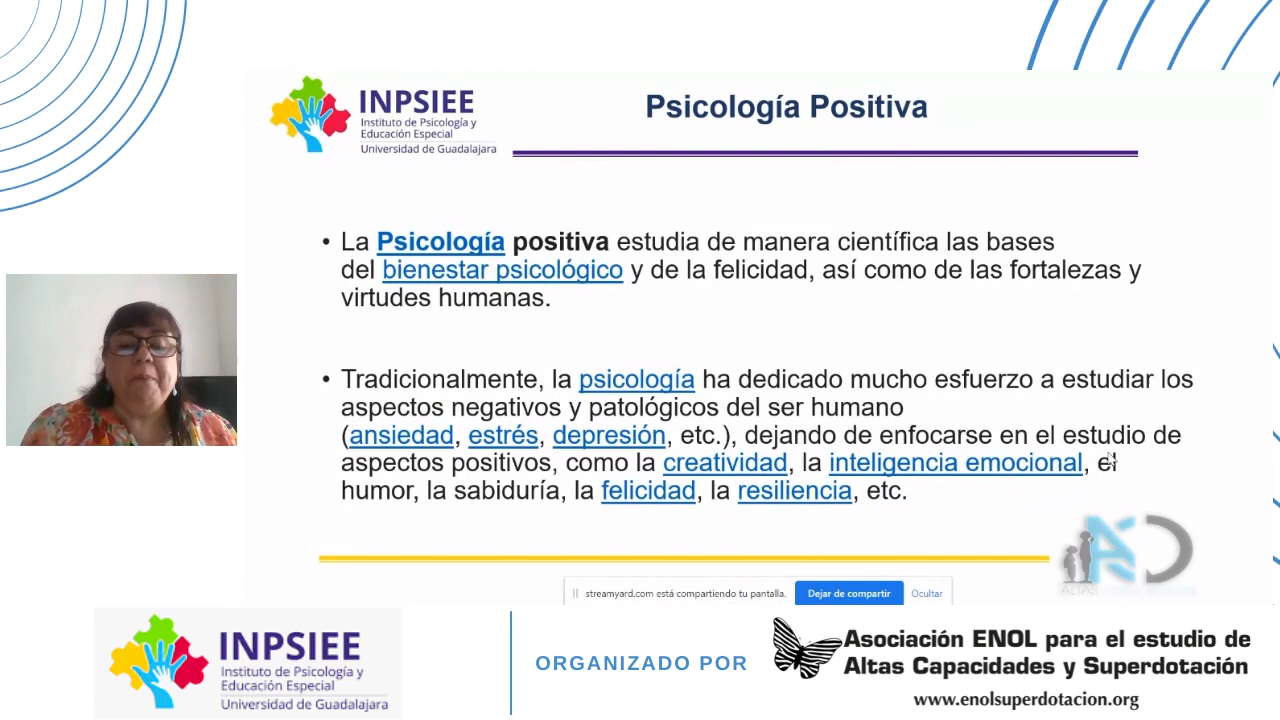 INPSIEE
Instituto de Psicología y
Educación Especial
Universidad de Guadalajara
Psicología Positiva
• La Psicología positiva estudia de manera científica las bases
del bienestar psicológico y de la felicidad, así como de las fortalezas y
virtudes humanas.
• Tradicionalmente, la psicología ha dedicado mucho esfuerzo a estudiar los
aspectos negativos y patológicos del ser humano
(ansiedad, estrés, depresión, etc.), dejando de enfocarse en el estudio de
aspectos positivos, como la creatividad, la inteligencia emocional, el
humor, la sabiduría, la felicidad, la resiliencia, etc.
ALTAS
streamyard.com está compartiendo tu pantalla.
Dejar de compartir
Ocultar
INPSIEE
Instituto de Psicología y
Educación Especial
Universidad de Guadalajara
ORGANIZADO POR
Asociación ENOL para el estudio de
Altas Capacidades y Superdotación
www.enolsuperdotacion.org